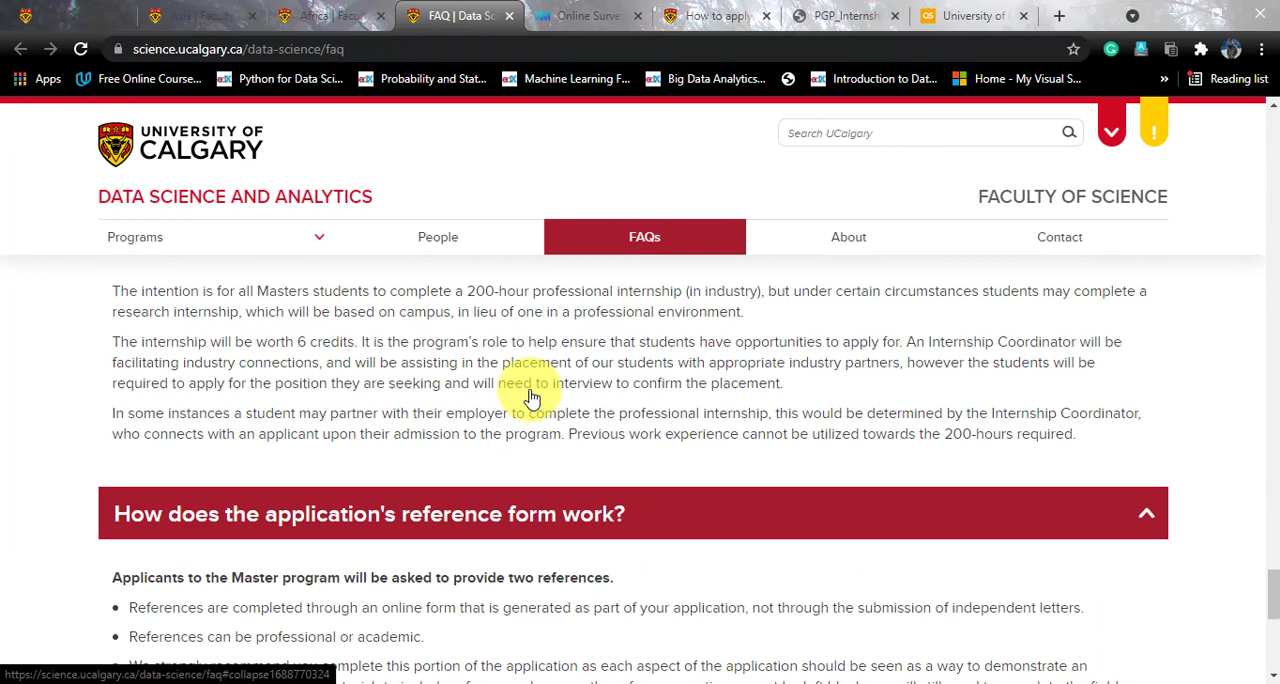 Asia | Facult
Africa | Facul
FAQ | Data Sc
Online Surve
How to apply
PGP_Internsh
University of
science.ucalgary.ca/data-science/faq
Apps
Free Online Course...
Python for Data Sci...
Probability and Stat...
Machine Learning F...
Big Data Analytics...
Introduction to Dat...
Home - My Visual S...
»
Reading list
UNIVERSITY OF
CALGARY
Search UCalgary
DATA SCIENCE AND ANALYTICS
FACULTY OF SCIENCE
Programs
People
FAQs
About
Contact
The intention is for all Masters students to complete a 200-hour professional internship (in industry), but under certain circumstances students may complete a
research internship, which will be based on campus, in lieu of one in a professional environment.
The internship will be worth 6 credits. It is the program's role to help ensure that students have opportunities to apply for. An Internship Coordinator will be
facilitating industry connections, and will be assisting in the placement of our students with appropriate industry partners, however the students will be
required to apply for the position they are seeking and will need to interview to confirm the placement.
In some instances a student may partner with their employer to complete the professional internship, this would be determined by the Internship Coordinator,
who connects with an applicant upon their admission to the program. Previous work experience cannot be utilized towards the 200-hours required.
How does the application's reference form work?
Applicants to the Master program will be asked to provide two references.
• References are completed through an online form that is generated as part of your application, not through the submission of independent letters.
• References can be professional or academic.
• We strongly recommend you complete this portion of the application as each aspect of the application should be seen as a way to demonstrate an
https://science.ucalgary.ca/data-science/faq#collapse1688770324